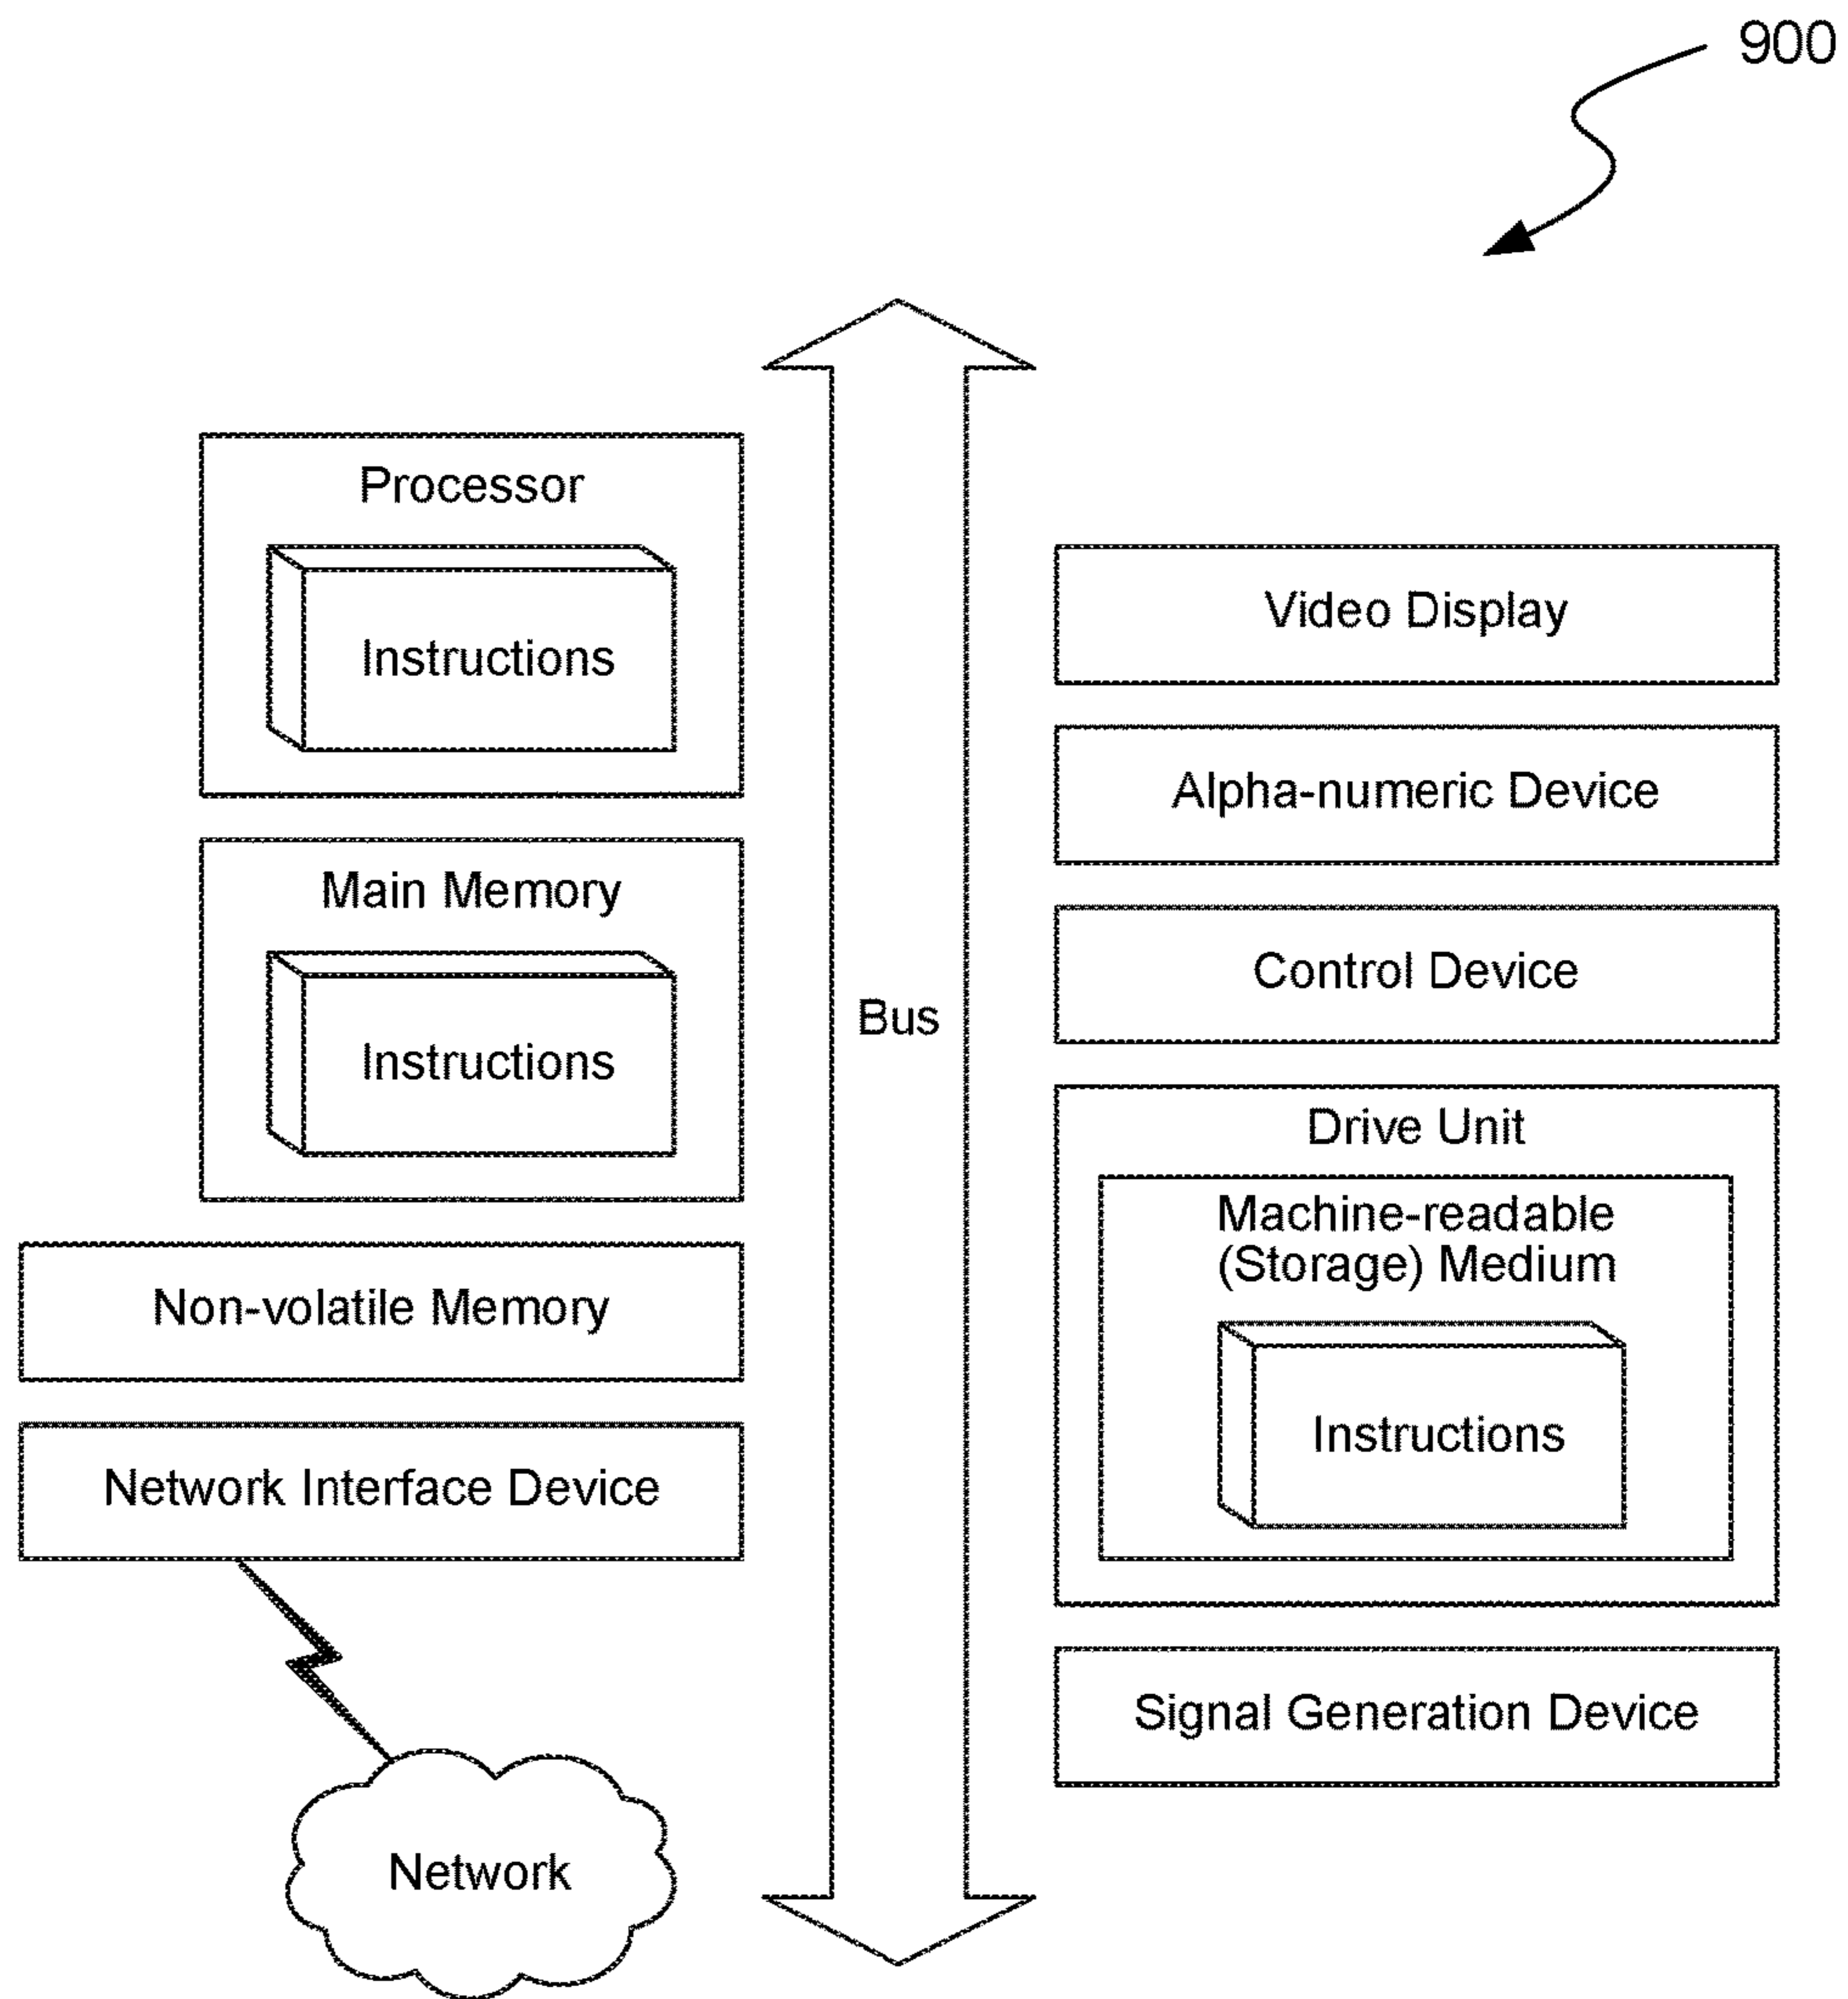 900
Processor
Instructions
Main Memory
Instructions
Non-volatile Memory
Network Interface Device
Network
Bus
Video Display
Alpha-numeric Device
Control Device
Drive Unit
Machine-readable
(Storage) Medium
Instructions
Signal Generation Device